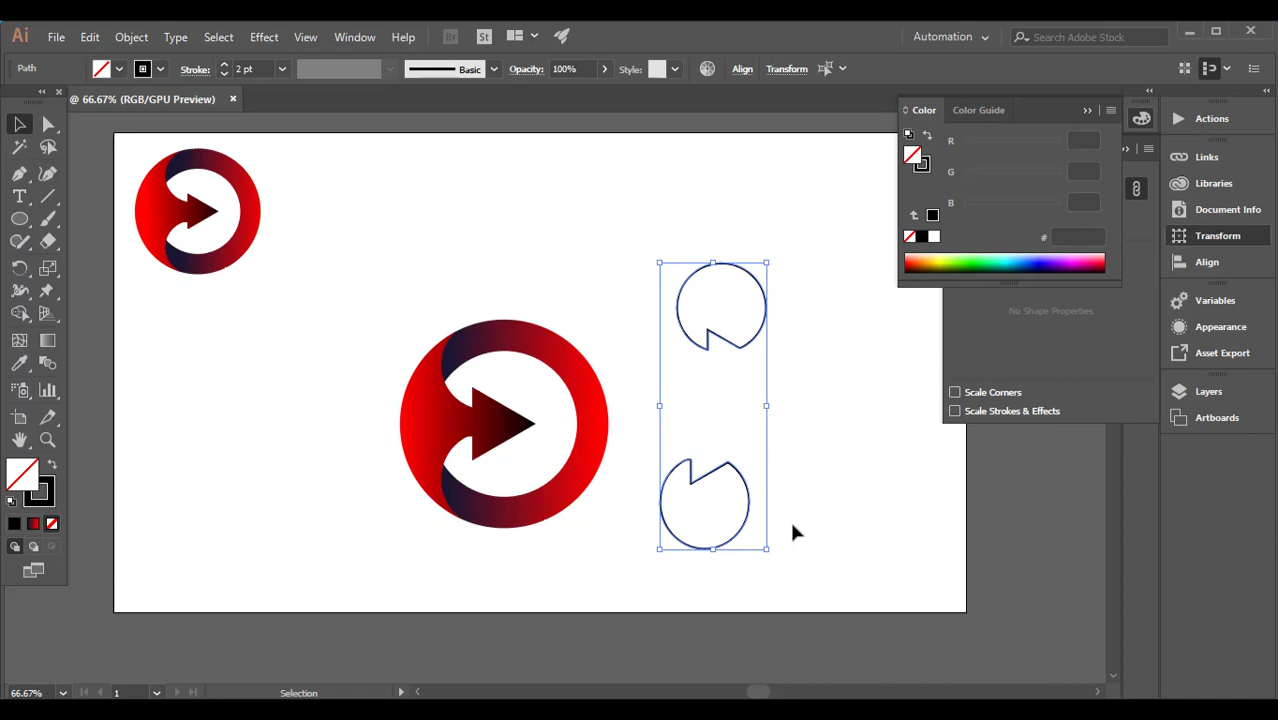 Ai File Edit Object Type Select Effect View Window Help Br St Automation Search Adobe Stock
Path Stroke: 2 pt Basic Opacity: 100% Style: Align Transform
@ 66.67% (RGB/GPU Preview)
Color Color Guide
R
G
B
#
No Shape Properties
Scale Corners
Scale Strokes & Effects
Actions
Links
Libraries
Document Info
Transform
Align
Variables
Appearance
Asset Export
Layers
Artboards
66.67% 1 Selection